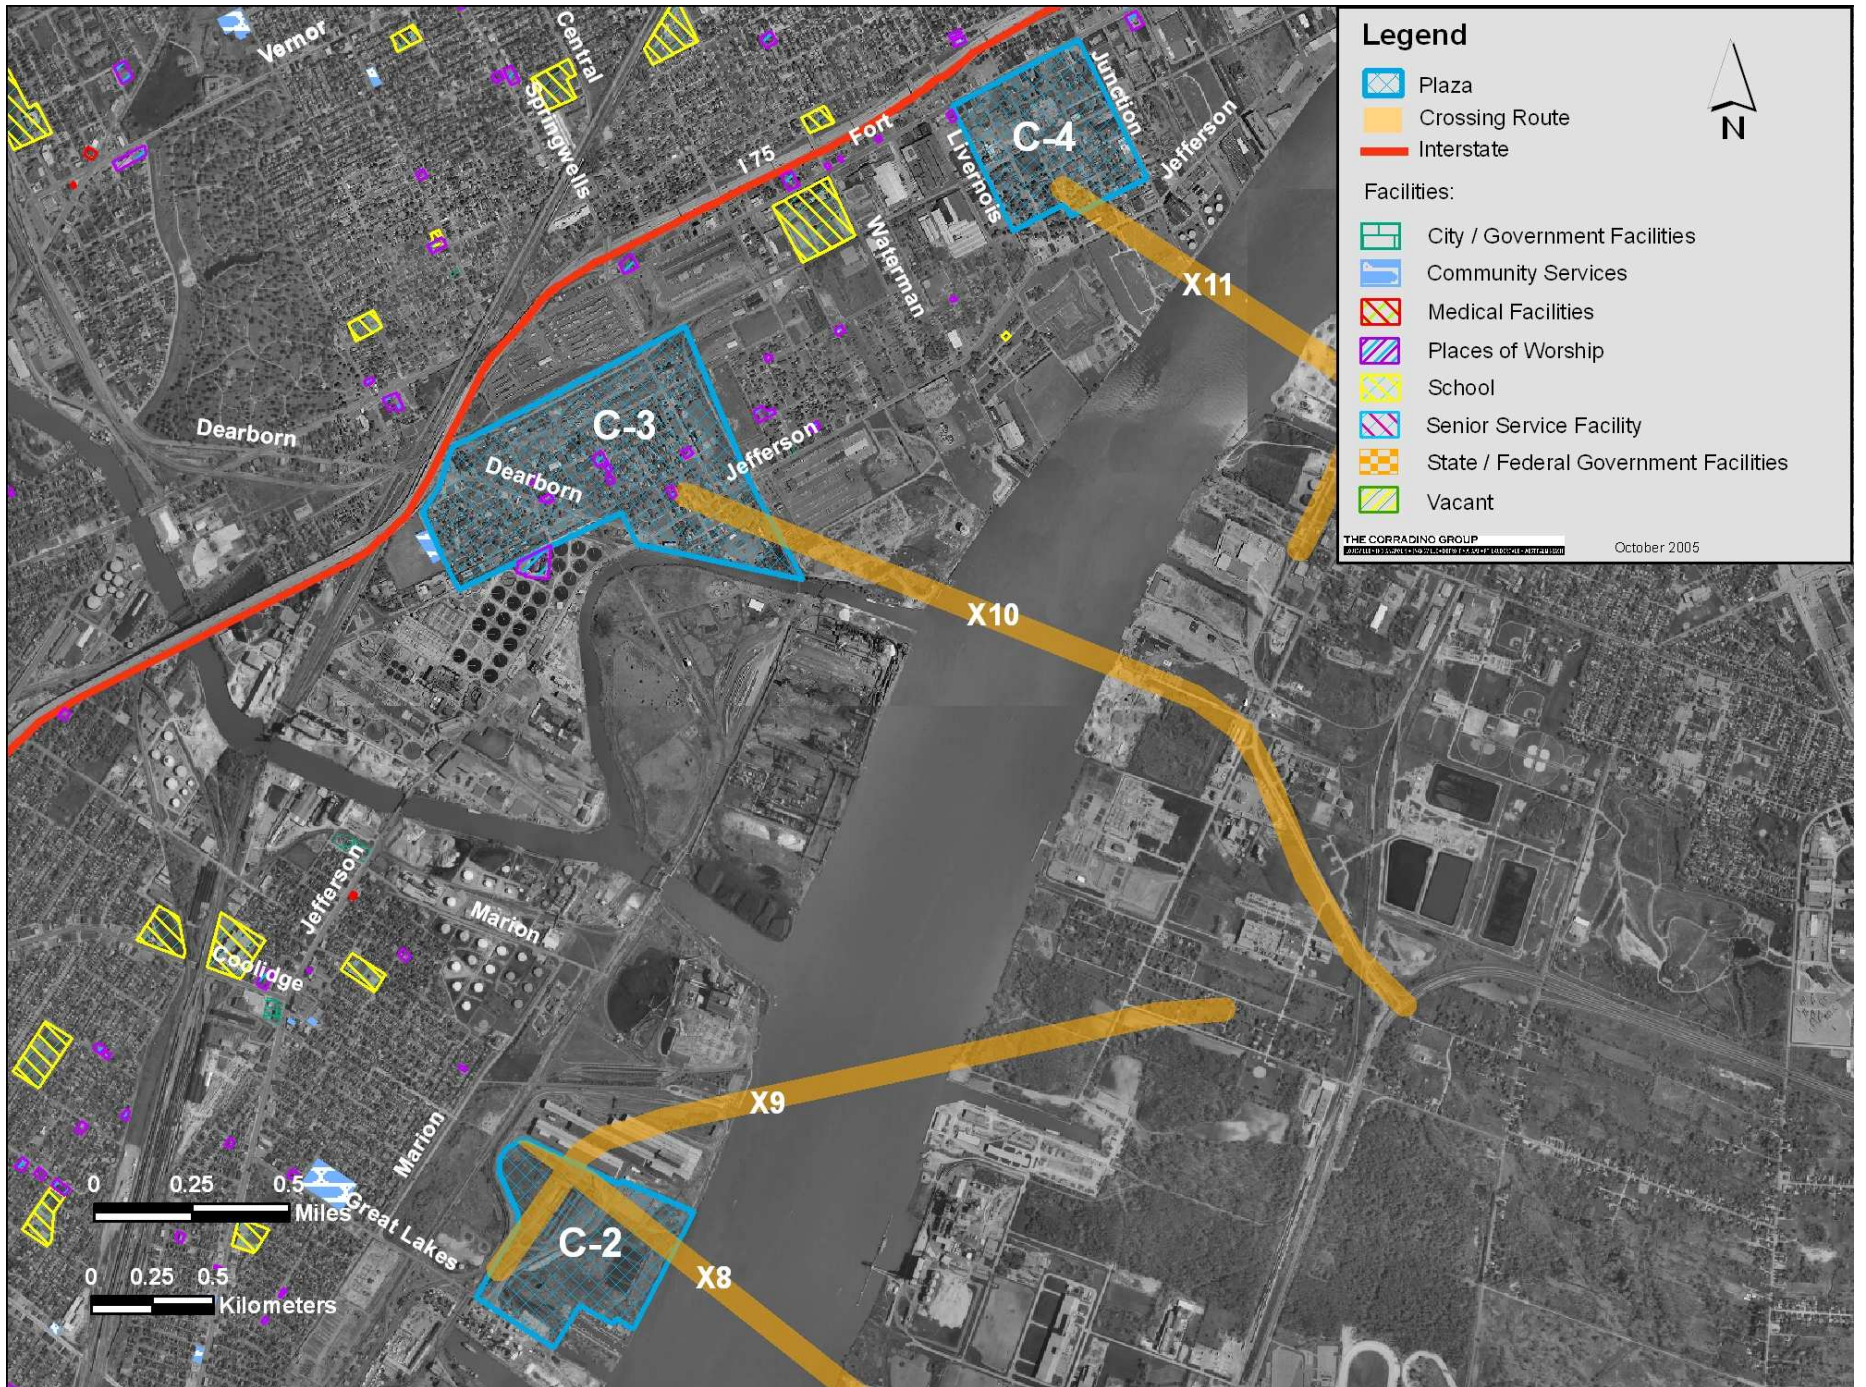 Legend
Plaza
Crossing Route
Interstate
N
Facilities:
City / Government Facilities
Community Services
Medical Facilities
Places of Worship
School
Senior Service Facility
State / Federal Government Facilities
Vacant
THE CORRADINO GROUP
October 2005
Vernor
Central
Springwells
I 75
Fort
Junction
C-4
Livernois
Jefferson
Waterman
X11
C-3
Dearborn
Dearborn
Jefferson
X10
Jefferson
Marion
Coolidge
X9
Marion
0 0.25 0.5
Miles
Great Lakes
C-2
X8
0 0.25 0.5
Kilometers